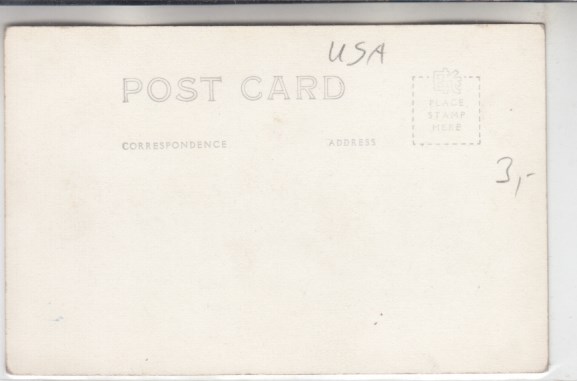 USA
POST CARD
PLACE
STAMP
HERE
CORRESPONDENCE ADDRESS
3,-